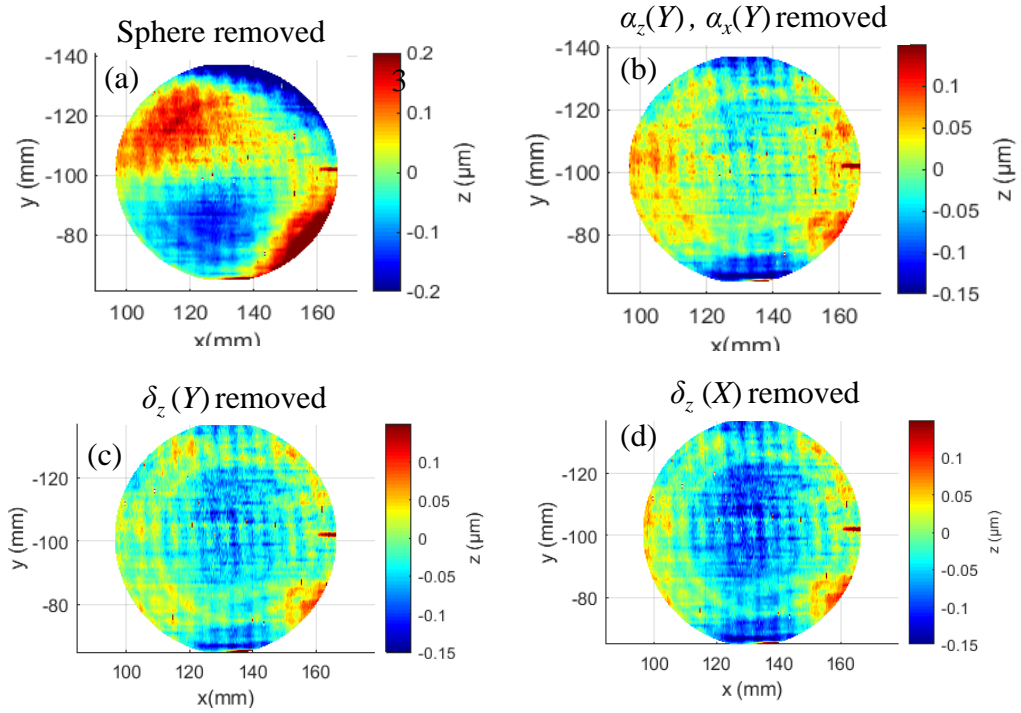 Sphere removed
(a)
3
-140
-120
-100
-80
y (mm)
100 120 140 160
x(mm)
0.2
0.1
0
-0.1
-0.2
z (μm)
α_z(Y) , α_x(Y) removed
(b)
-140
-120
-100
-80
y (mm)
100 120 140 160
x(mm)
0.1
0.05
0
-0.05
-0.1
-0.15
z (μm)
δ_z (Y) removed
(c)
-120
-100
-80
y (mm)
100 120 140 160
x(mm)
0.1
0.05
0
-0.05
-0.1
-0.15
z (μm)
δ_z (X) removed
(d)
-120
-100
-80
y (mm)
100 120 140 160
x (mm)
0.1
0.05
0
-0.05
-0.1
-0.15
z (μm)